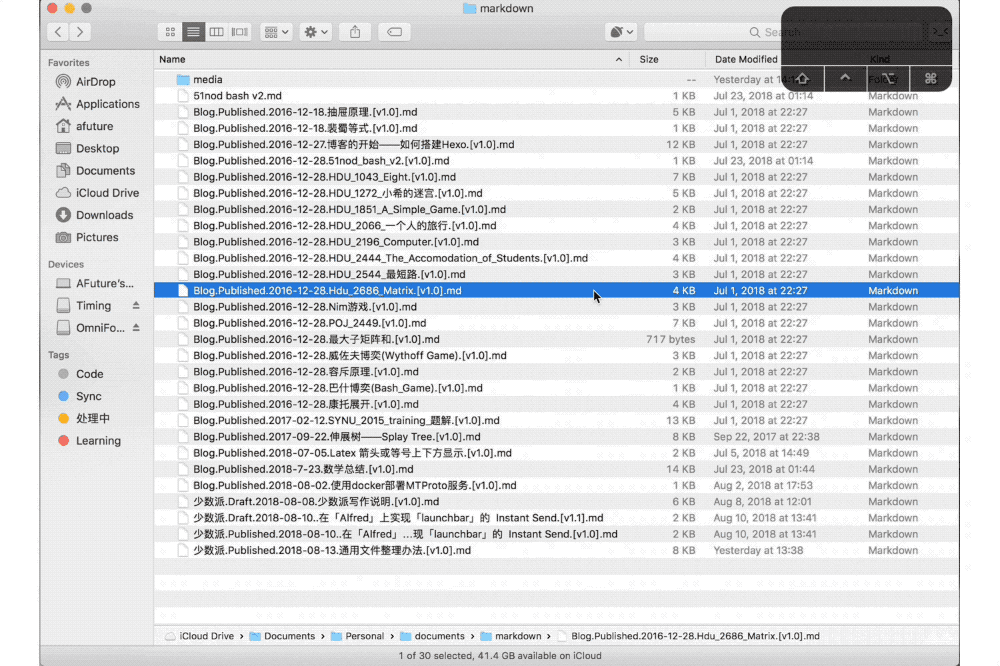 markdown
Search
Favorites
AirDrop
Applications
afuture
Desktop
Documents
iCloud Drive
Downloads
Pictures
Devices
AFuture's...
Timing
OmniFo...
Tags
Code
Sync
处理中
Learning
Name Size Date Modified Kind
media -- Yesterday at 14:12 Folder
51nod bash v2.md 1 KB Jul 23, 2018 at 01:14 Markdown
Blog.Published.2016-12-18.抽屉原理.[v1.0].md 5 KB Jul 1, 2018 at 22:27 Markdown
Blog.Published.2016-12-18.裴蜀等式.[v1.0].md 1 KB Jul 1, 2018 at 22:27 Markdown
Blog.Published.2016-12-27.博客的开始——如何搭建Hexo.[v1.0].md 12 KB Jul 1, 2018 at 22:27 Markdown
Blog.Published.2016-12-28.51nod_bash_v2.[v1.0].md 1 KB Jul 23, 2018 at 01:14 Markdown
Blog.Published.2016-12-28.HDU_1043_Eight.[v1.0].md 7 KB Jul 1, 2018 at 22:27 Markdown
Blog.Published.2016-12-28.HDU_1272_小希的迷宫.[v1.0].md 5 KB Jul 1, 2018 at 22:27 Markdown
Blog.Published.2016-12-28.HDU_1851_A_Simple_Game.[v1.0].md 2 KB Jul 1, 2018 at 22:27 Markdown
Blog.Published.2016-12-28.HDU_2066_一个人的旅行.[v1.0].md 4 KB Jul 1, 2018 at 22:27 Markdown
Blog.Published.2016-12-28.HDU_2196_Computer.[v1.0].md 3 KB Jul 1, 2018 at 22:27 Markdown
Blog.Published.2016-12-28.HDU_2444_The_Accomodation_of_Students.[v1.0].md 4 KB Jul 1, 2018 at 22:27 Markdown
Blog.Published.2016-12-28.HDU_2544_最短路.[v1.0].md 3 KB Jul 1, 2018 at 22:27 Markdown
Blog.Published.2016-12-28.Hdu_2686_Matrix.[v1.0].md 4 KB Jul 1, 2018 at 22:27 Markdown
Blog.Published.2016-12-28.Nim游戏.[v1.0].md 3 KB Jul 1, 2018 at 22:27 Markdown
Blog.Published.2016-12-28.POJ_2449.[v1.0].md 7 KB Jul 1, 2018 at 22:27 Markdown
Blog.Published.2016-12-28.最大子矩阵和.[v1.0].md 717 bytes Jul 1, 2018 at 22:27 Markdown
Blog.Published.2016-12-28.威佐夫博奕(Wythoff Game).[v1.0].md 3 KB Jul 1, 2018 at 22:27 Markdown
Blog.Published.2016-12-28.容斥原理.[v1.0].md 2 KB Jul 1, 2018 at 22:27 Markdown
Blog.Published.2016-12-28.巴什博奕(Bash_Game).[v1.0].md 1 KB Jul 1, 2018 at 22:27 Markdown
Blog.Published.2016-12-28.康托展开.[v1.0].md 4 KB Jul 1, 2018 at 22:27 Markdown
Blog.Published.2017-02-12.SYNU_2015_training_题解.[v1.0].md 13 KB Jul 1, 2018 at 22:27 Markdown
Blog.Published.2017-09-22.伸展树——Splay Tree.[v1.0].md 8 KB Sep 22, 2017 at 22:38 Markdown
Blog.Published.2018-07-05.Latex 箭头或等号上下方显示.[v1.0].md 2 KB Jul 5, 2018 at 14:49 Markdown
Blog.Published.2018-7-23.数学总结.[v1.0].md 14 KB Jul 23, 2018 at 01:44 Markdown
Blog.Published.2018-08-02.使用docker部署MTProto服务.[v1.0].md 1 KB Aug 2, 2018 at 17:53 Markdown
少数派.Draft.2018-08-08.少数派写作说明.[v1.0].md 6 KB Aug 8, 2018 at 12:01 Markdown
少数派.Draft.2018-08-10..在「Alfred」上实现「launchbar」的 Instant Send.[v1.1].md 2 KB Aug 10, 2018 at 13:41 Markdown
少数派.Published.2018-08-10..在「Alfred」...现「launchbar」的 Instant Send.[v1.0].md 2 KB Aug 10, 2018 at 13:41 Markdown
少数派.Published.2018-08-13.通用文件整理办法.[v1.0].md 8 KB Yesterday at 13:38 Markdown
iCloud Drive › Documents › Personal › documents › markdown › Blog.Published.2016-12-28.Hdu_2686_Matrix.[v1.0].md
1 of 30 selected, 41.4 GB available on iCloud